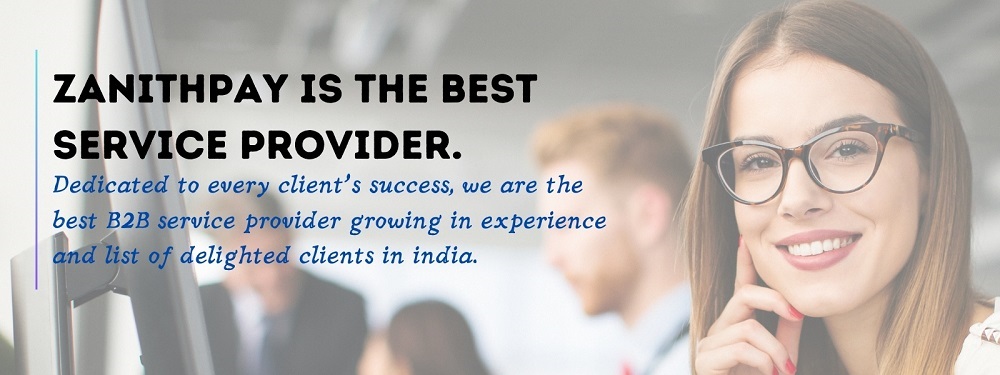 ZANITHPAY IS THE BEST
SERVICE PROVIDER.
Dedicated to every client's success, we are the
best B2B service provider growing in experience
and list of delighted clients in india.